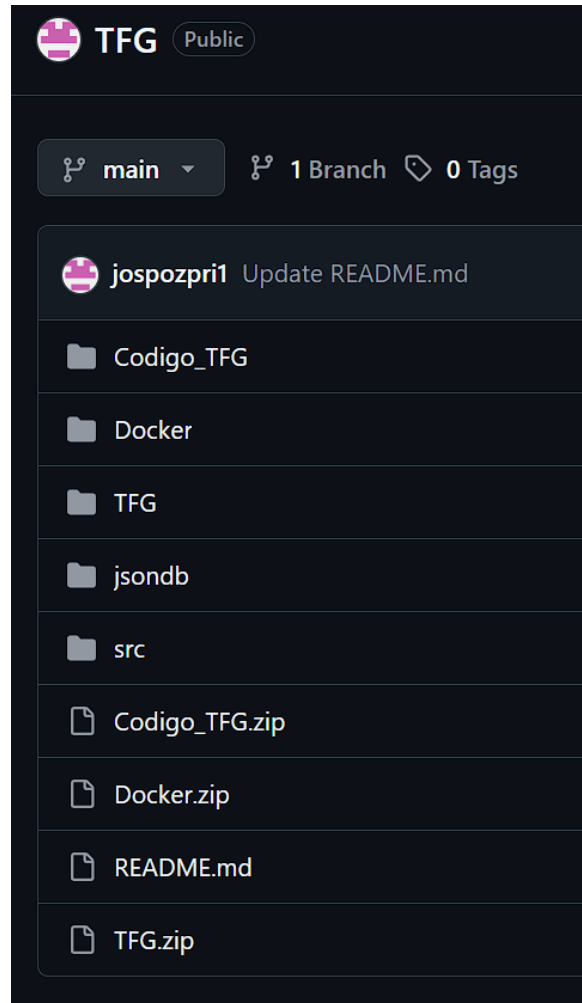 TFG Public
main 1 Branch 0 Tags
jospozpri1 Update README.md
Codigo_TFG
Docker
TFG
jsondb
src
Codigo_TFG.zip
Docker.zip
README.md
TFG.zip